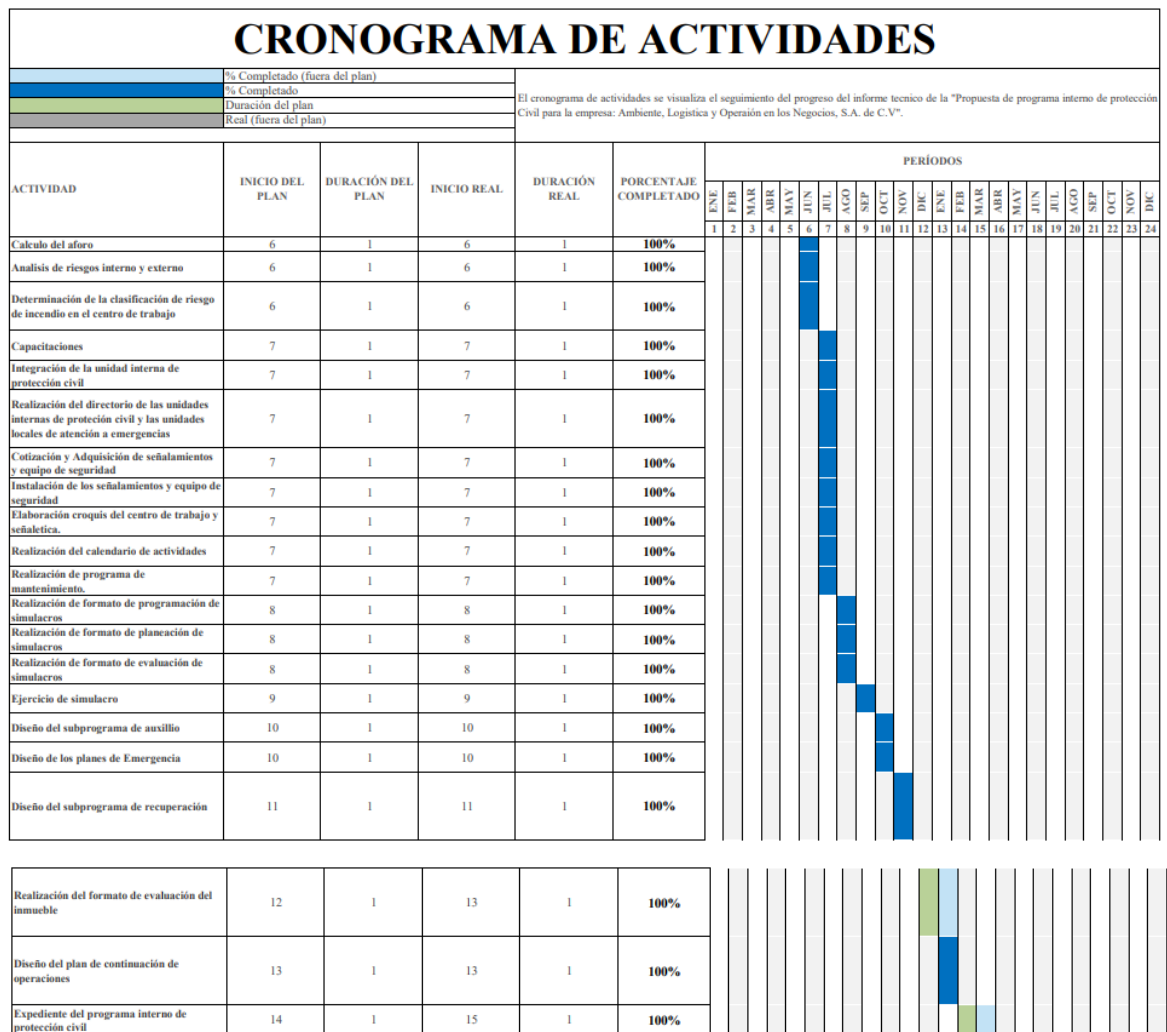 CRONOGRAMA DE ACTIVIDADES
% Completado (fuera del plan)
% Completado
Duración del plan
Real (fuera del plan)
El cronograma de actividades se visualiza el seguimiento del progreso del informe tecnico de la "Propuesta de programa interno de protección
Civil para la empresa: Ambiente, Logistica y Operaión en los Negocios, S.A. de C.V".
ACTIVIDAD
INICIO DEL
PLAN
DURACIÓN DEL
PLAN
INICIO REAL
DURACIÓN
REAL
PORCENTAJE
COMPLETADO
PERÍODOS
ENE FEB MAR ABR MAY JUN JUL AGO SEP OCT NOV DIC ENE FEB MAR ABR MAY JUN JUL AGO SEP OCT NOV DIC
1 2 3 4 5 6 7 8 9 10 11 12 13 14 15 16 17 18 19 20 21 22 23 24
Calculo del aforo 6 1 6 1 100%
Analisis de riesgos interno y externo 6 1 6 1 100%
Determinación de la clasificación de riesgo
de incendio en el centro de trabajo 6 1 6 1 100%
Capacitaciones 7 1 7 1 100%
Integración de la unidad interna de
protección civil 7 1 7 1 100%
Realización del directorio de las unidades
internas de proteción civil y las unidades
locales de atención a emergencias 7 1 7 1 100%
Cotización y Adquisición de señalamientos
y equipo de seguridad 7 1 7 1 100%
Instalación de los señalamientos y equipo de
seguridad 7 1 7 1 100%
Elaboración croquis del centro de trabajo y
señaletica. 7 1 7 1 100%
Realización del calendario de actividades 7 1 7 1 100%
Realización de programa de
mantenimiento. 7 1 7 1 100%
Realización de formato de programación de
simulacros 8 1 8 1 100%
Realización de formato de planeación de
simulacros 8 1 8 1 100%
Realización de formato de evaluación de
simulacros 8 1 8 1 100%
Ejercicio de simulacro 9 1 9 1 100%
Diseño del subprograma de auxillio 10 1 10 1 100%
Diseño de los planes de Emergencia 10 1 10 1 100%
Diseño del subprograma de recuperación 11 1 11 1 100%
Realización del formato de evaluación del
inmueble 12 1 13 1 100%
Diseño del plan de continuación de
operaciones 13 1 13 1 100%
Expediente del programa interno de
protección civil 14 1 15 1 100%